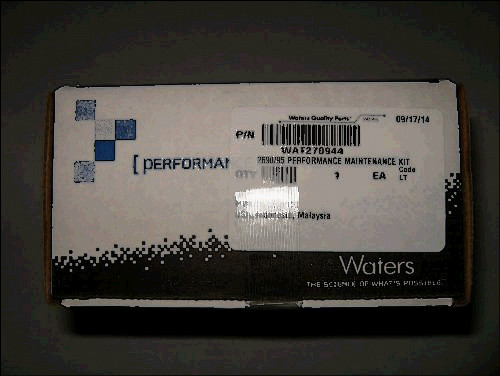 Waters Quality Parts
09/17/14
P/N
WAT270944
[ PERFORMAN
2690/95 PERFORMANCE MAINTENANCE KIT
QTY 1 EA Code
LT
Indonesia, Malaysia
Waters
THE SCIENCE OF WHAT'S POSSIBLE.